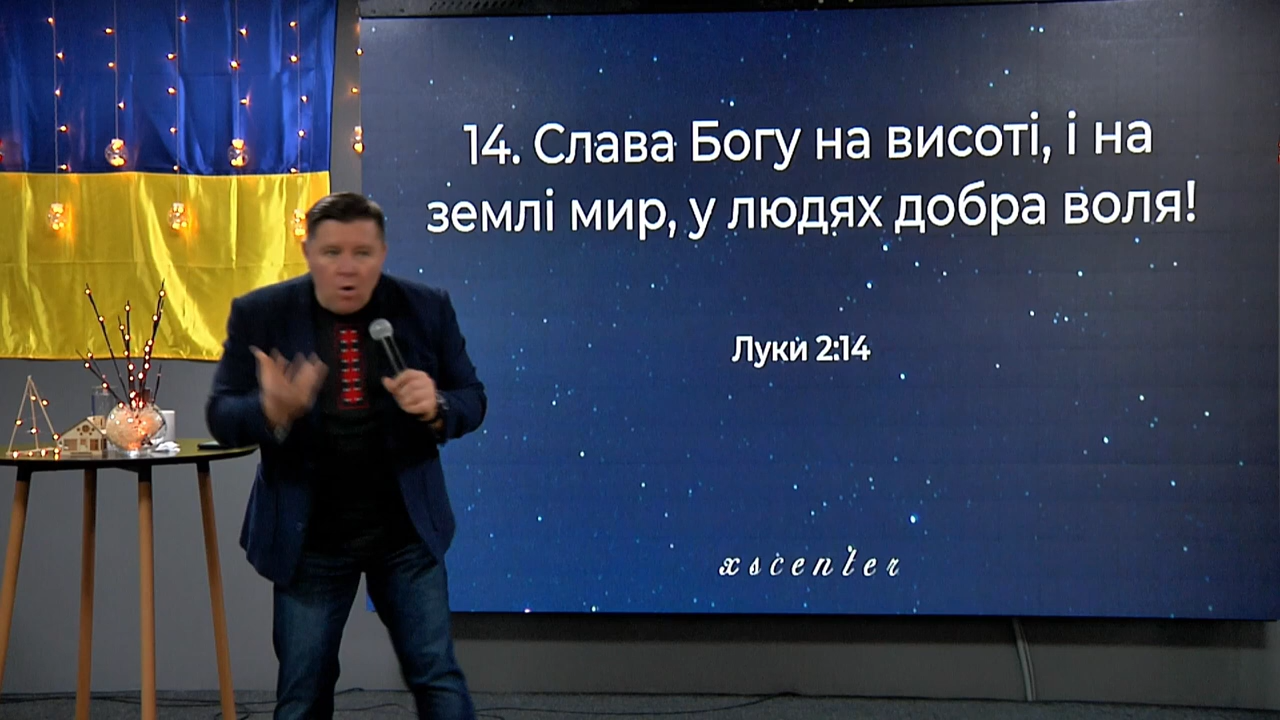 14. Слава Богу на висоті, і на
землі мир, у людях добра воля!
Луки 2:14
xscenter